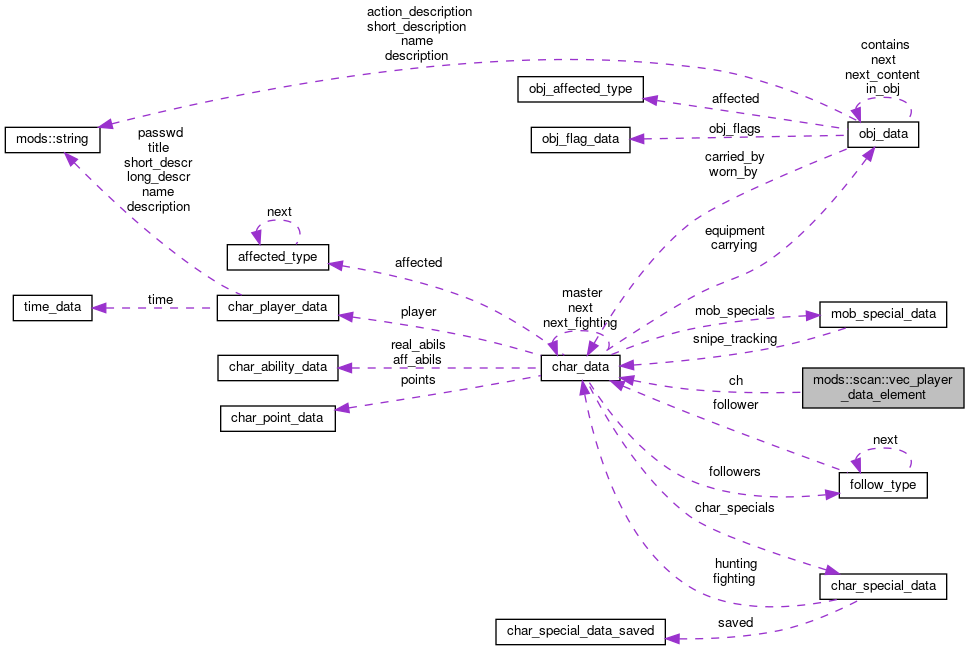 action_description
short_description
name
description
contains
next
next_content
in_obj
obj_affected_type
affected
mods::string
passwd
title
short_descr
long_descr
name
description
obj_flag_data
obj_flags
obj_data
carried_by
worn_by
next
affected_type
affected
equipment
carrying
time_data
time
char_player_data
player
master
next
next_fighting
mob_specials
mob_special_data
snipe_tracking
char_ability_data
real_abils
aff_abils
char_data
ch
mods::scan::vec_player
_data_element
points
char_point_data
follower
next
followers
follow_type
char_specials
hunting
fighting
char_special_data
saved
char_special_data_saved